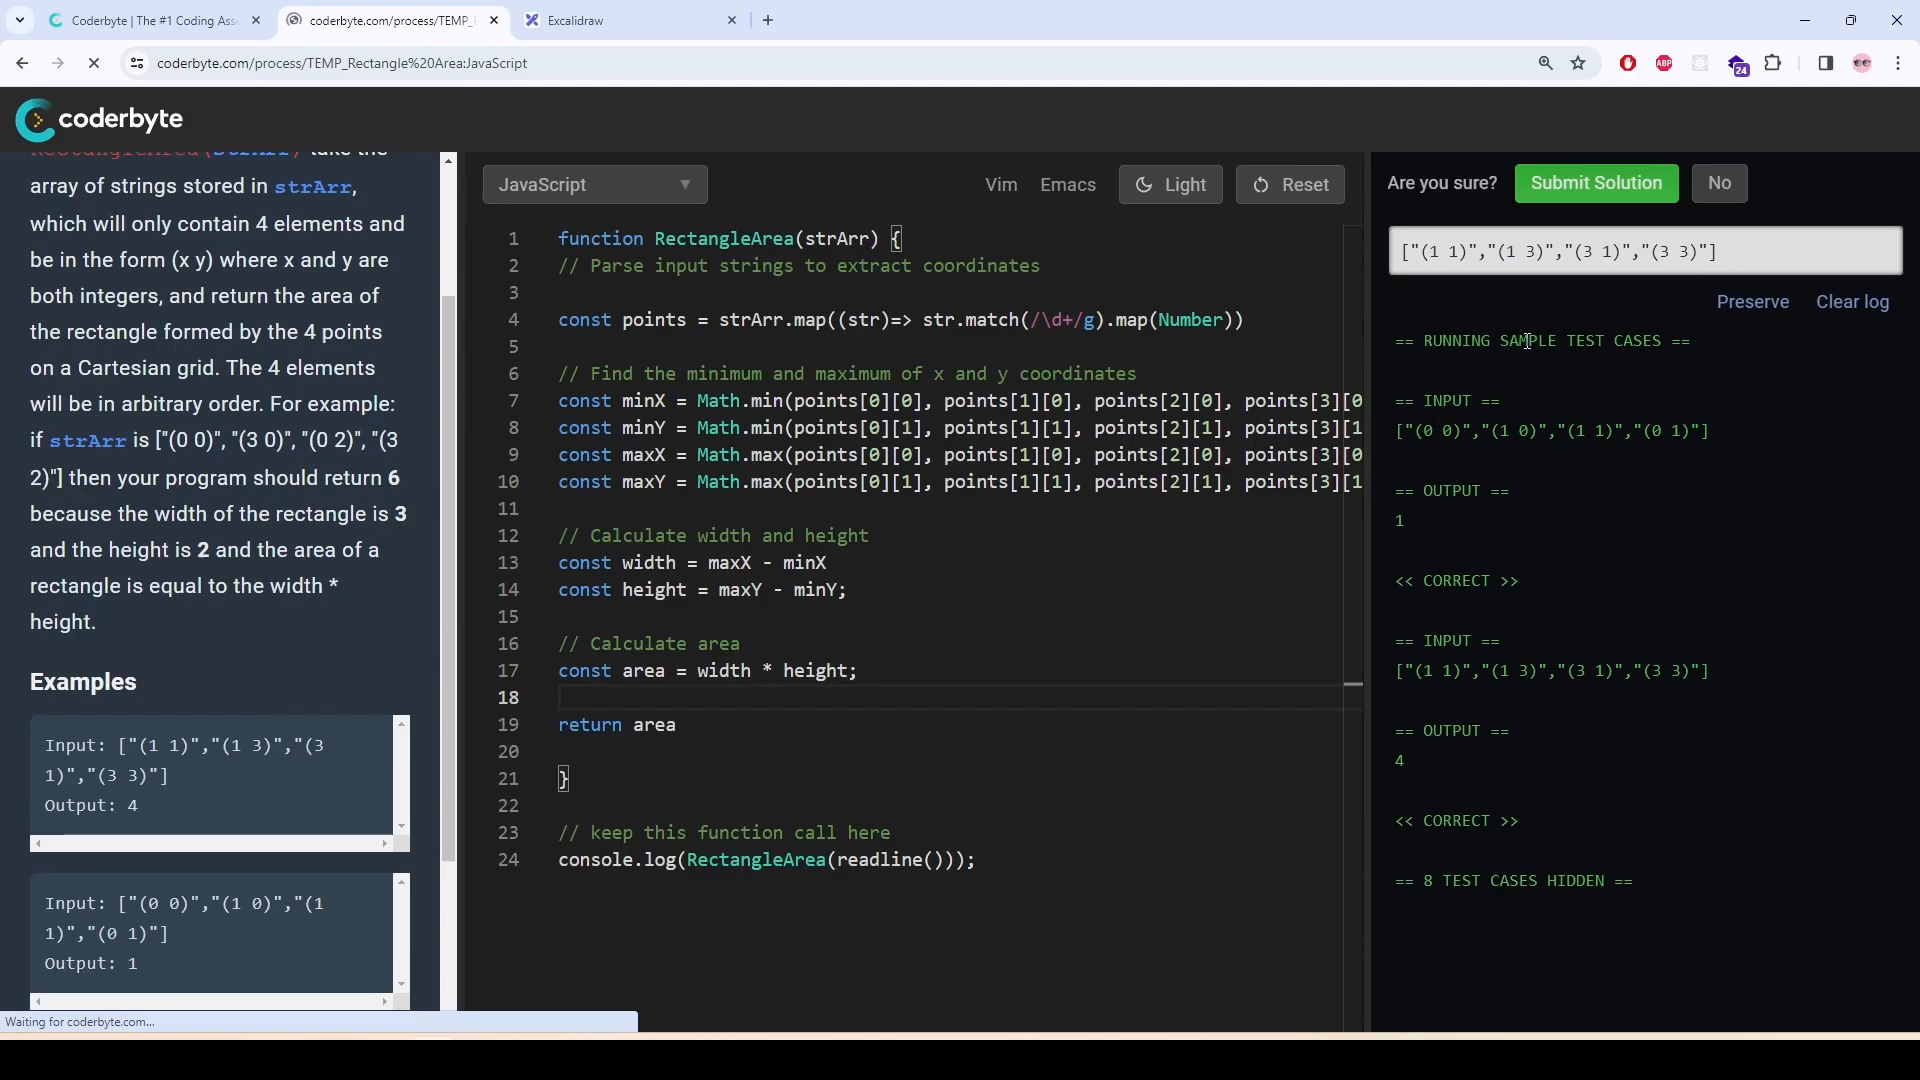 Coderbyte | The #1 Coding Ass
coderbyte.com/process/TEMP_
Excalidraw
coderbyte.com/process/TEMP_Rectangle%20Area:JavaScript
ABP
24
coderbyte
RectangleArea(strArr) take the
array of strings stored in strArr,
which will only contain 4 elements and
be in the form (x y) where x and y are
both integers, and return the area of
the rectangle formed by the 4 points
on a Cartesian grid. The 4 elements
will be in arbitrary order. For example:
if strArr is ["(0 0)", "(3 0)", "(0 2)", "(3
2)"] then your program should return 6
because the width of the rectangle is 3
and the height is 2 and the area of a
rectangle is equal to the width *
height.
Examples
Input: ["(1 1)","(1 3)","(3
1)","(3 3)"]
Output: 4
Input: ["(0 0)","(1 0)","(1
1)","(0 1)"]
Output: 1
Waiting for coderbyte.com...
JavaScript
Vim
Emacs
Light
Reset
1 function RectangleArea(strArr) {
2 // Parse input strings to extract coordinates
3
4 const points = strArr.map((str)=> str.match(/\d+/g).map(Number))
5
6 // Find the minimum and maximum of x and y coordinates
7 const minX = Math.min(points[0][0], points[1][0], points[2][0], points[3][0
8 const minY = Math.min(points[0][1], points[1][1], points[2][1], points[3][1
9 const maxX = Math.max(points[0][0], points[1][0], points[2][0], points[3][0
10 const maxY = Math.max(points[0][1], points[1][1], points[2][1], points[3][1
11
12 // Calculate width and height
13 const width = maxX - minX
14 const height = maxY - minY;
15
16 // Calculate area
17 const area = width * height;
18
19 return area
20
21 }
22
23 // keep this function call here
24 console.log(RectangleArea(readline()));
Are you sure?
Submit Solution
No
["(1 1)","(1 3)","(3 1)","(3 3)"]
Preserve
Clear log
== RUNNING SAMPLE TEST CASES ==
== INPUT ==
["(0 0)","(1 0)","(1 1)","(0 1)"]
== OUTPUT ==
1
<< CORRECT >>
== INPUT ==
["(1 1)","(1 3)","(3 1)","(3 3)"]
== OUTPUT ==
4
<< CORRECT >>
== 8 TEST CASES HIDDEN ==